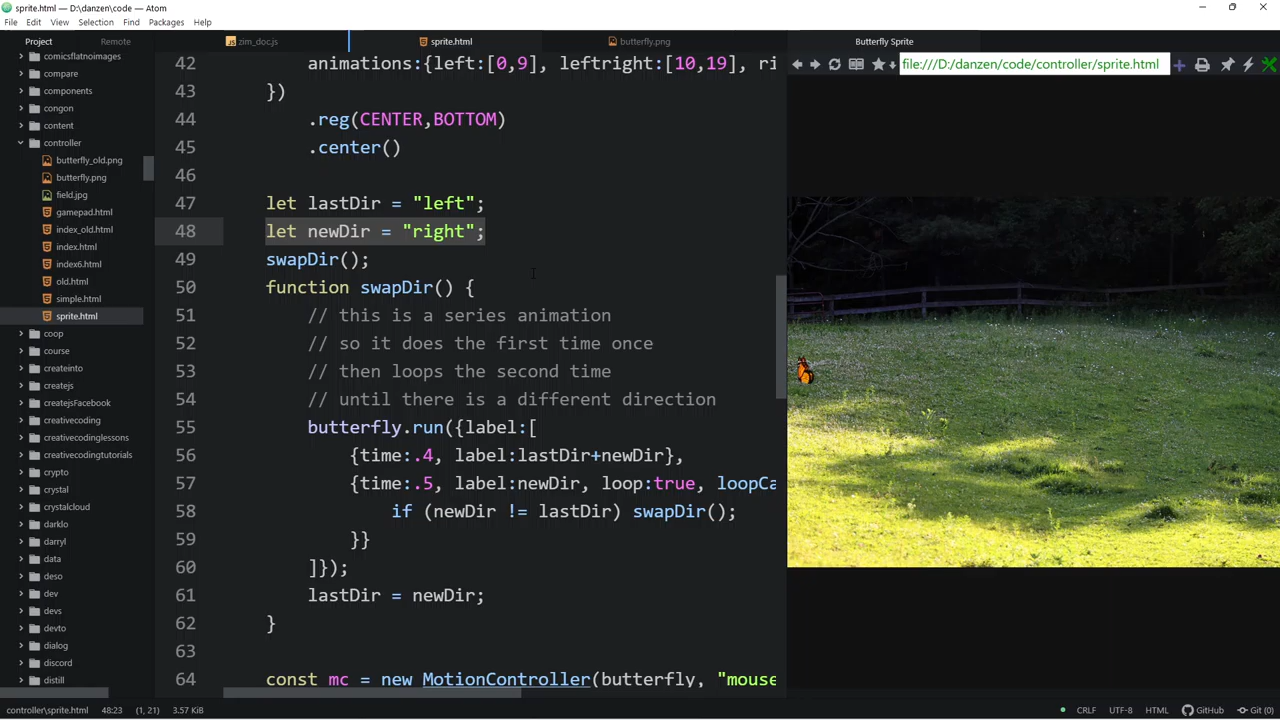 sprite.html — D:\danzen\code — Atom
File Edit View Selection Find Packages Help
Project Remote
zim_doc.js sprite.html butterfly.png Butterfly Sprite
file:///D:/danzen/code/controller/sprite.html
comicsflatnoimages
compare
components
congon
content
controller
butterfly_old.png
butterfly.png
field.jpg
gamepad.html
index_old.html
index.html
index6.html
old.html
simple.html
sprite.html
coop
course
createinto
createjs
createjsFacebook
creativecoding
creativecodinglessons
creativecodingtutorials
crypto
crystal
crystalcloud
darklo
darryl
data
deso
dev
devs
devto
dialog
discord
distill
42 animations:{left:[0,9], leftright:[10,19], ri
43 })
44 .reg(CENTER,BOTTOM)
45 .center()
46
47 let lastDir = "left";
48 let newDir = "right";
49 swapDir();
50 function swapDir() {
51 // this is a series animation
52 // so it does the first time once
53 // then loops the second time
54 // until there is a different direction
55 butterfly.run({label:[
56 {time:.4, label:lastDir+newDir},
57 {time:.5, label:newDir, loop:true, loopCa
58 if (newDir != lastDir) swapDir();
59 }}
60 ]});
61 lastDir = newDir;
62 }
63
64 const mc = new MotionController(butterfly, "mouse
controller\sprite.html 48:23 (1, 21) 3.57 KiB CRLF UTF-8 HTML GitHub Git (0)